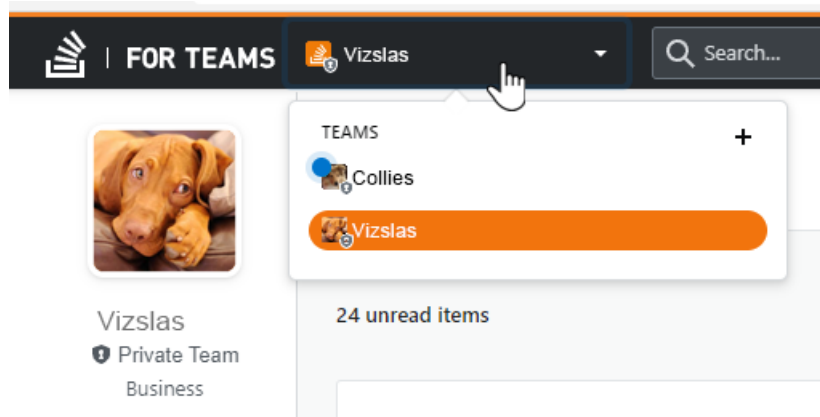 FOR TEAMS
Vizslas
Search...
TEAMS
+
Collies
Vizslas
24 unread items
Vizslas
Private Team
Business